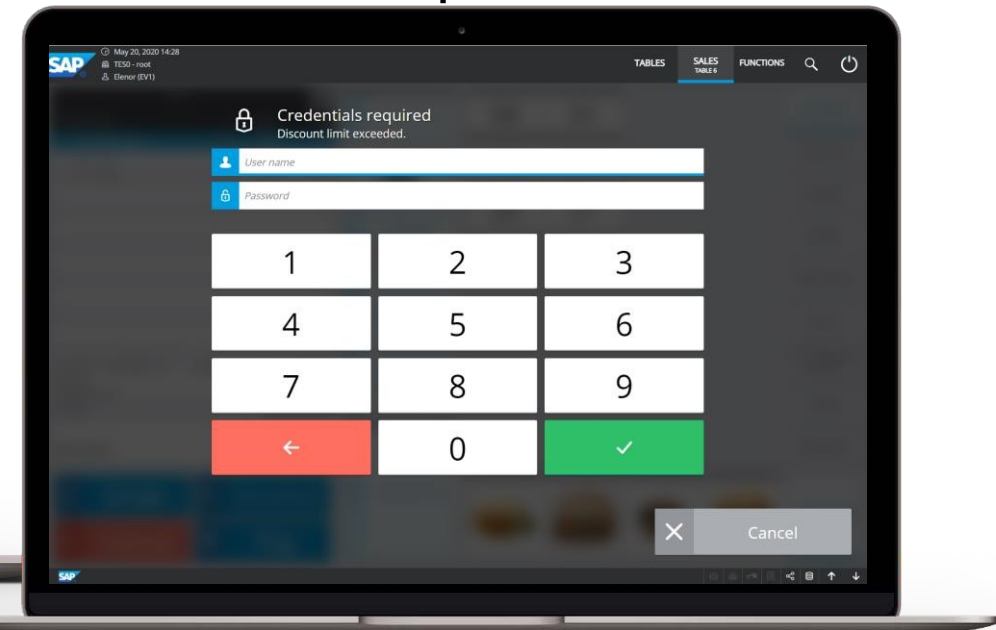 SAP
May 20, 2020 14:28
TES0 - root
Elenor (EV1)
TABLES
SALES
TABLE 6
FUNCTIONS
Credentials required
Discount limit exceeded.
User name
Password
1 2 3
4 5 6
7 8 9
0
Cancel
SAP